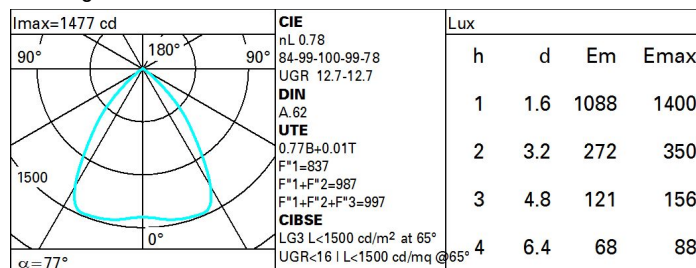 Imax=1477 cd
90°
180°
90°
1500
0°
α=77°
CIE
nL 0.78
84-99-100-99-78
UGR 12.7-12.7
DIN
A.62
UTE
0.77B+0.01T
F"1=837
F"1+F"2=987
F"1+F"2+F"3=997
CIBSE
LG3 L<1500 cd/m² at 65°
UGR<16 | L<1500 cd/mq @65°
Lux
h d Em Emax
1 1.6 1088 1400
2 3.2 272 350
3 4.8 121 156
4 6.4 68 88